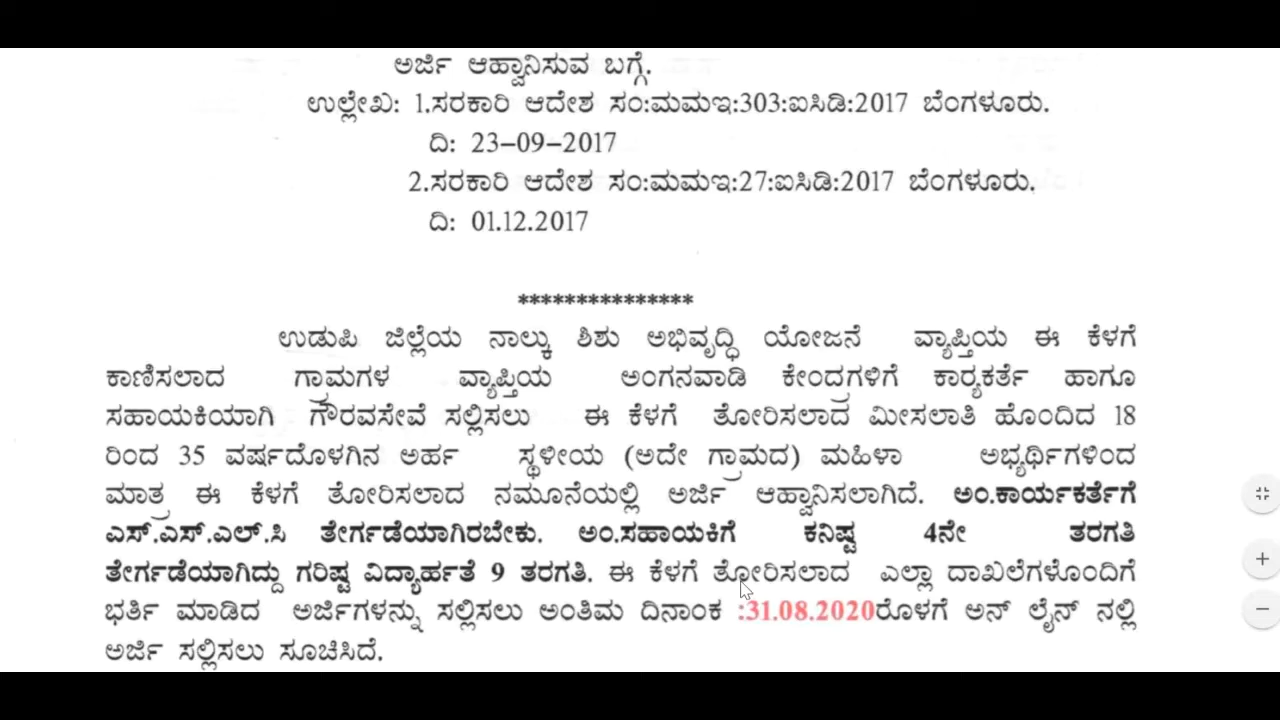 ಅರ್ಜಿ ಆಹ್ವಾನಿಸುವ ಬಗ್ಗೆ.
ಉಲ್ಲೇಖ: 1.ಸರಕಾರಿ ಆದೇಶ ಸಂ:ಮಮಇ:303:ಐಸಿಡಿ:2017 ಬೆಂಗಳೂರು.
ದಿ: 23-09-2017
2.ಸರಕಾರಿ ಆದೇಶ ಸಂ:ಮಮಇ:27:ಐಸಿಡಿ:2017 ಬೆಂಗಳೂರು.
ದಿ: 01.12.2017
***************
ಉಡುಪಿ ಜಿಲ್ಲೆಯ ನಾಲ್ಕು ಶಿಶು ಅಭಿವೃದ್ಧಿ ಯೋಜನೆ ವ್ಯಾಪ್ತಿಯ ಈ ಕೆಳಗೆ
ಕಾಣಿಸಲಾದ ಗ್ರಾಮಗಳ ವ್ಯಾಪ್ತಿಯ ಅಂಗನವಾಡಿ ಕೇಂದ್ರಗಳಿಗೆ ಕಾರ‍್ಯಕರ್ತೆ ಹಾಗೂ
ಸಹಾಯಕಿಯಾಗಿ ಗೌರವಸೇವೆ ಸಲ್ಲಿಸಲು ಈ ಕೆಳಗೆ ತೋರಿಸಲಾದ ಮೀಸಲಾತಿ ಹೊಂದಿದ 18
ರಿಂದ 35 ವರ್ಷದೊಳಗಿನ ಅರ್ಹ ಸ್ಥಳೀಯ (ಅದೇ ಗ್ರಾಮದ) ಮಹಿಳಾ ಅಭ್ಯರ್ಥಿಗಳಿಂದ
ಮಾತ್ರ ಈ ಕೆಳಗೆ ತೋರಿಸಲಾದ ನಮೂನೆಯಲ್ಲಿ ಅರ್ಜಿ ಆಹ್ವಾನಿಸಲಾಗಿದೆ. ಅಂ.ಕಾರ್ಯಕರ್ತೆಗೆ
ಎಸ್.ಎಸ್.ಎಲ್.ಸಿ ತೇರ್ಗಡೆಯಾಗಿರಬೇಕು. ಅಂ.ಸಹಾಯಕಿಗೆ ಕನಿಷ್ಟ 4ನೇ ತರಗತಿ
ತೇರ್ಗಡೆಯಾಗಿದ್ದು ಗರಿಷ್ಟ ವಿದ್ಯಾರ್ಹತೆ 9 ತರಗತಿ. ಈ ಕೆಳಗೆ ತೋರಿಸಲಾದ ಎಲ್ಲಾ ದಾಖಲೆಗಳೊಂದಿಗೆ
ಭರ್ತಿ ಮಾಡಿದ ಅರ್ಜಿಗಳನ್ನು ಸಲ್ಲಿಸಲು ಅಂತಿಮ ದಿನಾಂಕ :31.08.2020ರೊಳಗೆ ಅನ್ ಲೈನ್ ನಲ್ಲಿ
ಅರ್ಜಿ ಸಲ್ಲಿಸಲು ಸೂಚಿಸಿದೆ.